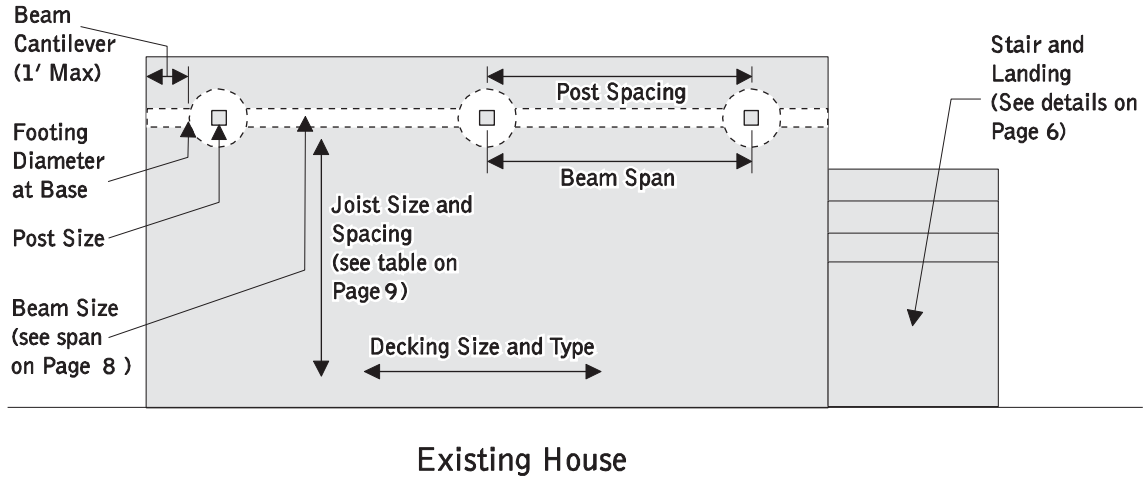 Beam
Cantilever
(1' Max)
Footing
Diameter
at Base
Post Size
Beam Size
(see span
on Page 8 )
Post Spacing
Beam Span
Joist Size and
Spacing
(see table on
Page 9)
Decking Size and Type
Stair and
Landing
(See details on
Page 6)
Existing House